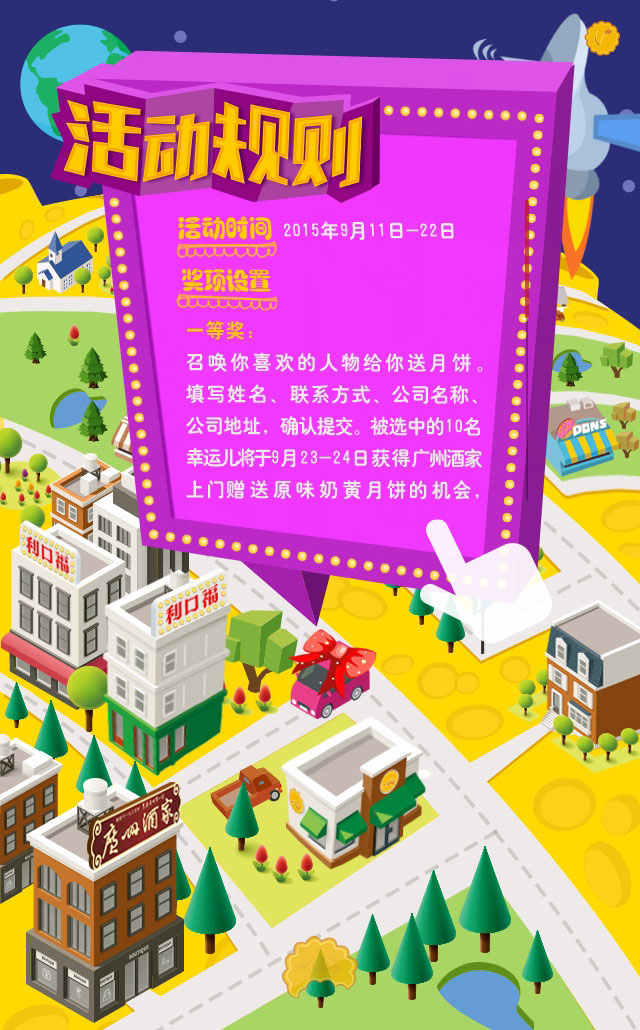 活动规则
活动时间 2015年9月11日-22日
奖项设置
一等奖：
召唤你喜欢的人物给你送月饼。
填写姓名、联系方式、公司名称、
公司地址，确认提交。被选中的10名
幸运儿将于9月23-24日获得广州酒家
上门赠送原味奶黄月饼的机会，
DONS
利口福
利口福
广州酒家
BOUTIQUE